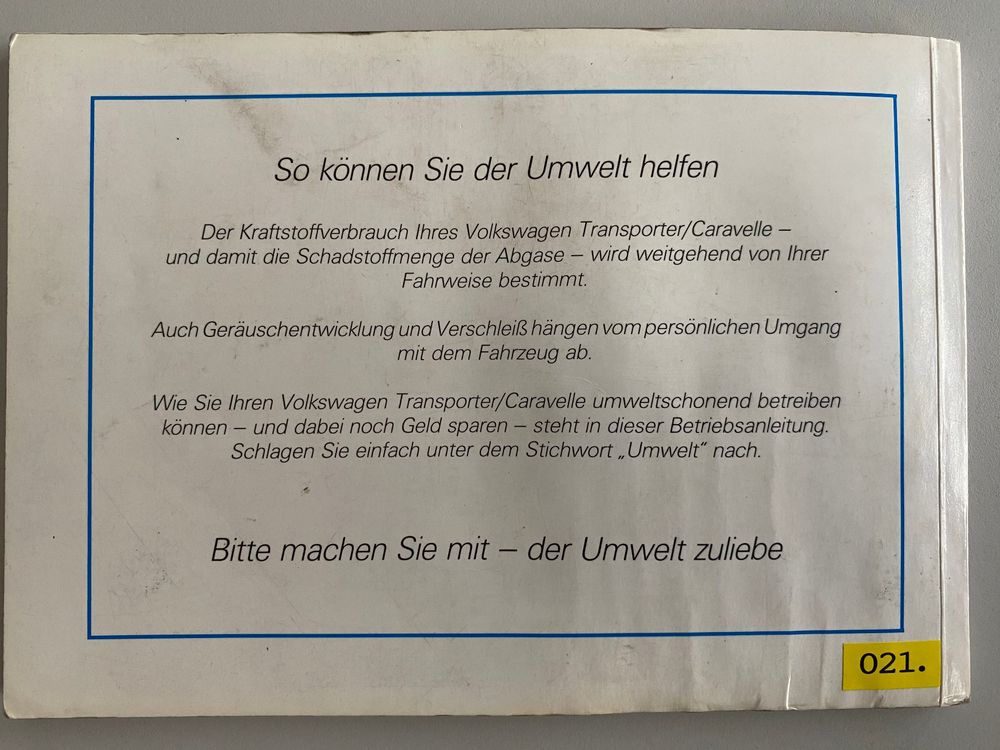 So können Sie der Umwelt helfen
Der Kraftstoffverbrauch Ihres Volkswagen Transporter/Caravelle –
und damit die Schadstoffmenge der Abgase – wird weitgehend von Ihrer
Fahrweise bestimmt.
Auch Geräuschentwicklung und Verschleiß hängen vom persönlichen Umgang
mit dem Fahrzeug ab.
Wie Sie Ihren Volkswagen Transporter/Caravelle umweltschonend betreiben
können – und dabei noch Geld sparen – steht in dieser Betriebsanleitung.
Schlagen Sie einfach unter dem Stichwort „Umwelt“ nach.
Bitte machen Sie mit – der Umwelt zuliebe
021.